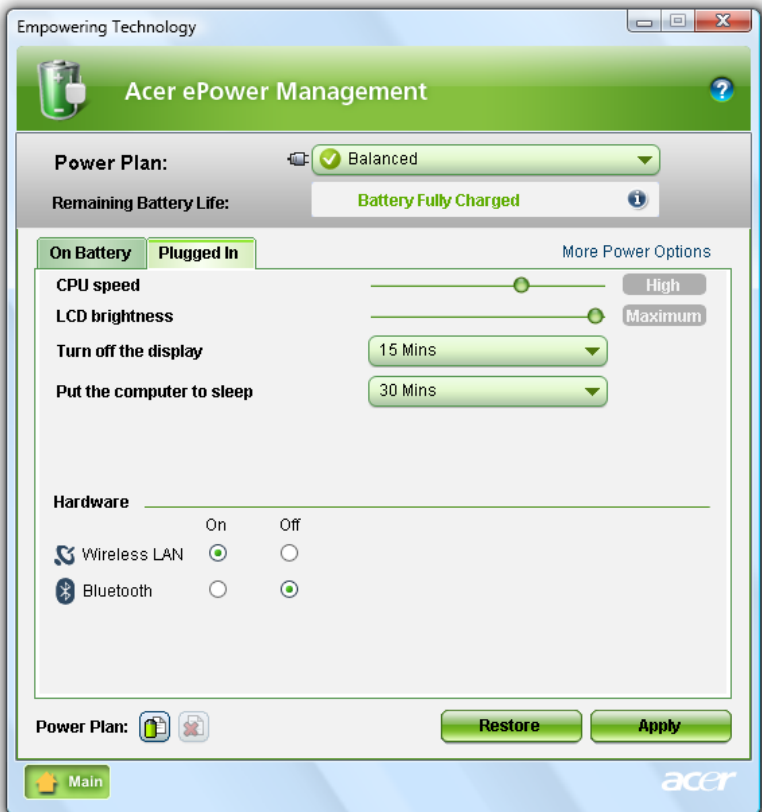 Empowering Technology
Acer ePower Management
Power Plan: Balanced
Remaining Battery Life: Battery Fully Charged
On Battery Plugged In More Power Options
CPU speed High
LCD brightness Maximum
Turn off the display 15 Mins
Put the computer to sleep 30 Mins
Hardware
On Off
Wireless LAN
Bluetooth
Power Plan: Restore Apply
Main acer